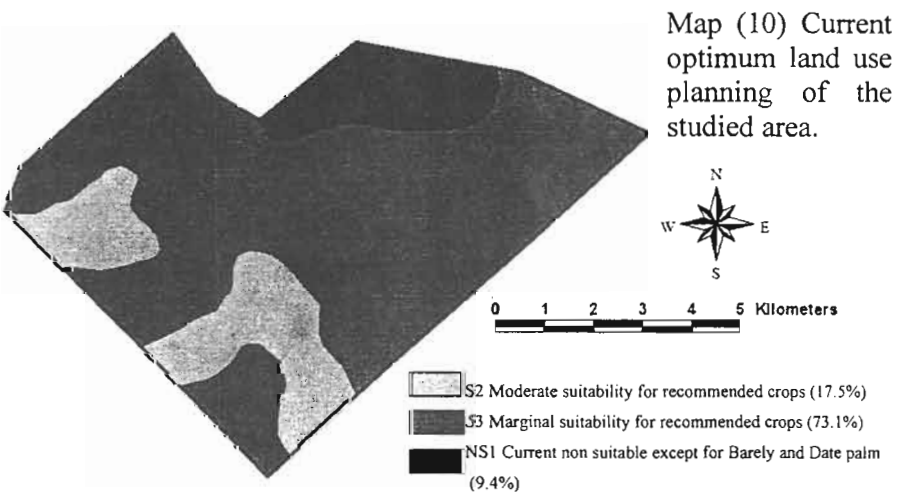 Map (10) Current
optimum land use
planning of the
studied area.
N
W E
S
0 1 2 3 4 5 Kilometers
S2 Moderate suitability for recommended crops (17.5%)
S3 Marginal suitability for recommended crops (73.1%)
NS1 Current non suitable except for Barely and Date palm
(9.4%)